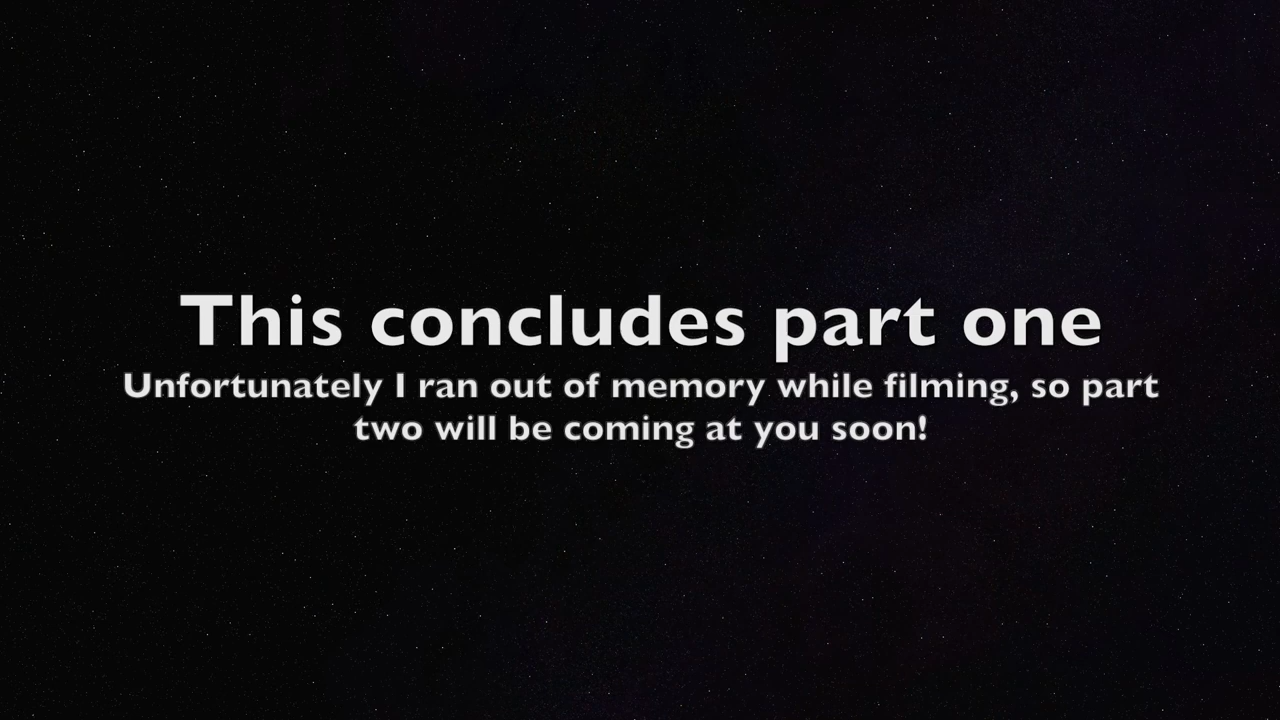 This concludes part one
Unfortunately I ran out of memory while filming, so part
two will be coming at you soon!